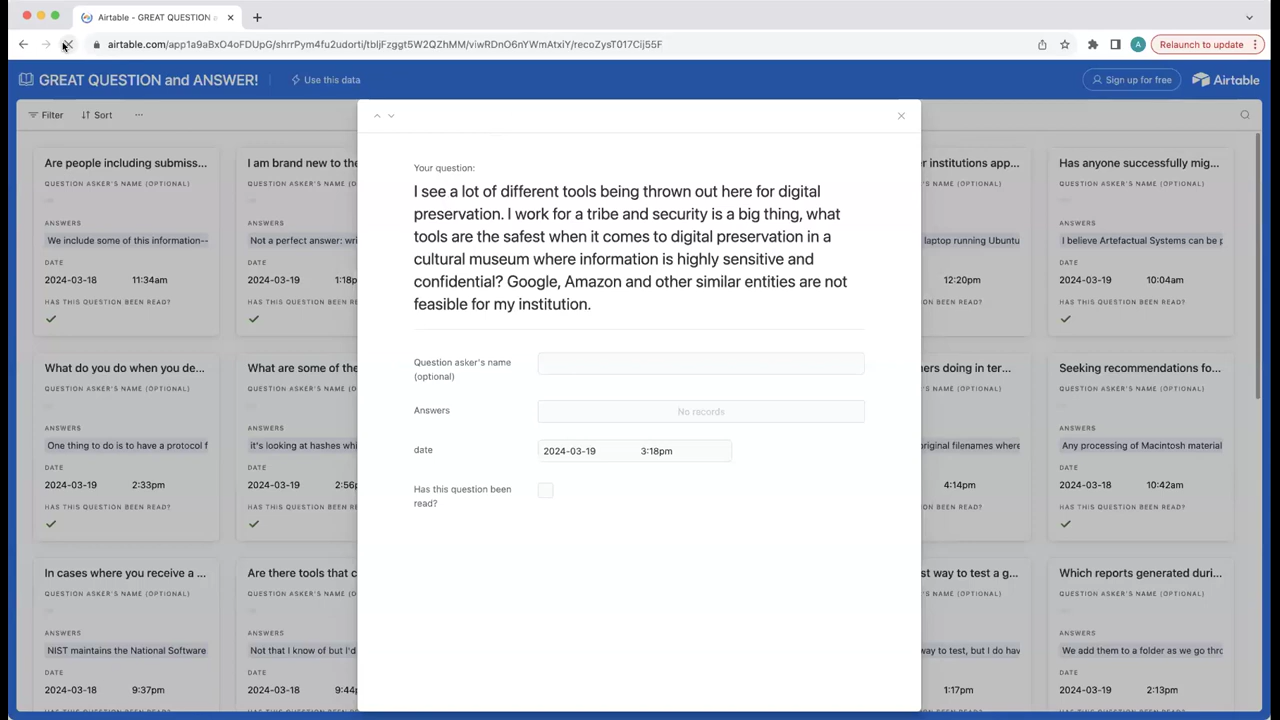 Airtable - GREAT QUESTION a
airtable.com/app1a9aBxO4oFDUpG/shrrPym4fu2udorti/tbljFzggt5W2QZhMM/viwRDnO6nYWmAtxiY/recoZysT017Cij55F
A
Relaunch to update
GREAT QUESTION and ANSWER!
Use this data
Sign up for free
Airtable
Filter
Sort
Your question:
I see a lot of different tools being thrown out here for digital
preservation. I work for a tribe and security is a big thing, what
tools are the safest when it comes to digital preservation in a
cultural museum where information is highly sensitive and
confidential? Google, Amazon and other similar entities are not
feasible for my institution.
Question asker's name
(optional)
Answers
No records
date
2024-03-19 3:18pm
Has this question been
read?
Are people including submiss...
QUESTION ASKER'S NAME (OPTIONAL)
ANSWERS
We include some of this information--
DATE
2024-03-18 11:34am
HAS THIS QUESTION BEEN READ?
I am brand new to the
QUESTION ASKER'S NAME (O
ANSWERS
Not a perfect answer: wri
DATE
2024-03-19 1:18p
HAS THIS QUESTION BEEN R
r institutions app...
NAME (OPTIONAL)
laptop running Ubuntu
12:20pm
ON BEEN READ?
Has anyone successfully mig...
QUESTION ASKER'S NAME (OPTIONAL)
ANSWERS
I believe Artefactual Systems can be p
DATE
2024-03-19 10:04am
HAS THIS QUESTION BEEN READ?
What do you do when you de...
QUESTION ASKER'S NAME (OPTIONAL)
ANSWERS
One thing to do is to have a protocol f
DATE
2024-03-19 2:33pm
HAS THIS QUESTION BEEN READ?
What are some of the
QUESTION ASKER'S NAME (O
ANSWERS
it's looking at hashes whi
DATE
2024-03-19 2:56p
HAS THIS QUESTION BEEN R
ers doing in ter...
NAME (OPTIONAL)
original filenames where
4:14pm
ON BEEN READ?
Seeking recommendations fo...
QUESTION ASKER'S NAME (OPTIONAL)
ANSWERS
Any processing of Macintosh material
DATE
2024-03-18 10:42am
HAS THIS QUESTION BEEN READ?
In cases where you receive a ...
QUESTION ASKER'S NAME (OPTIONAL)
ANSWERS
NIST maintains the National Software
DATE
2024-03-18 9:37pm
Are there tools that c
QUESTION ASKER'S NAME (O
ANSWERS
Not that I know of but I'd
DATE
2024-03-18 9:44p
st way to test a g...
NAME (OPTIONAL)
way to test, but I do hav
1:17pm
Which reports generated duri...
QUESTION ASKER'S NAME (OPTIONAL)
ANSWERS
We add them to a folder as we go thro
DATE
2024-03-19 2:13pm